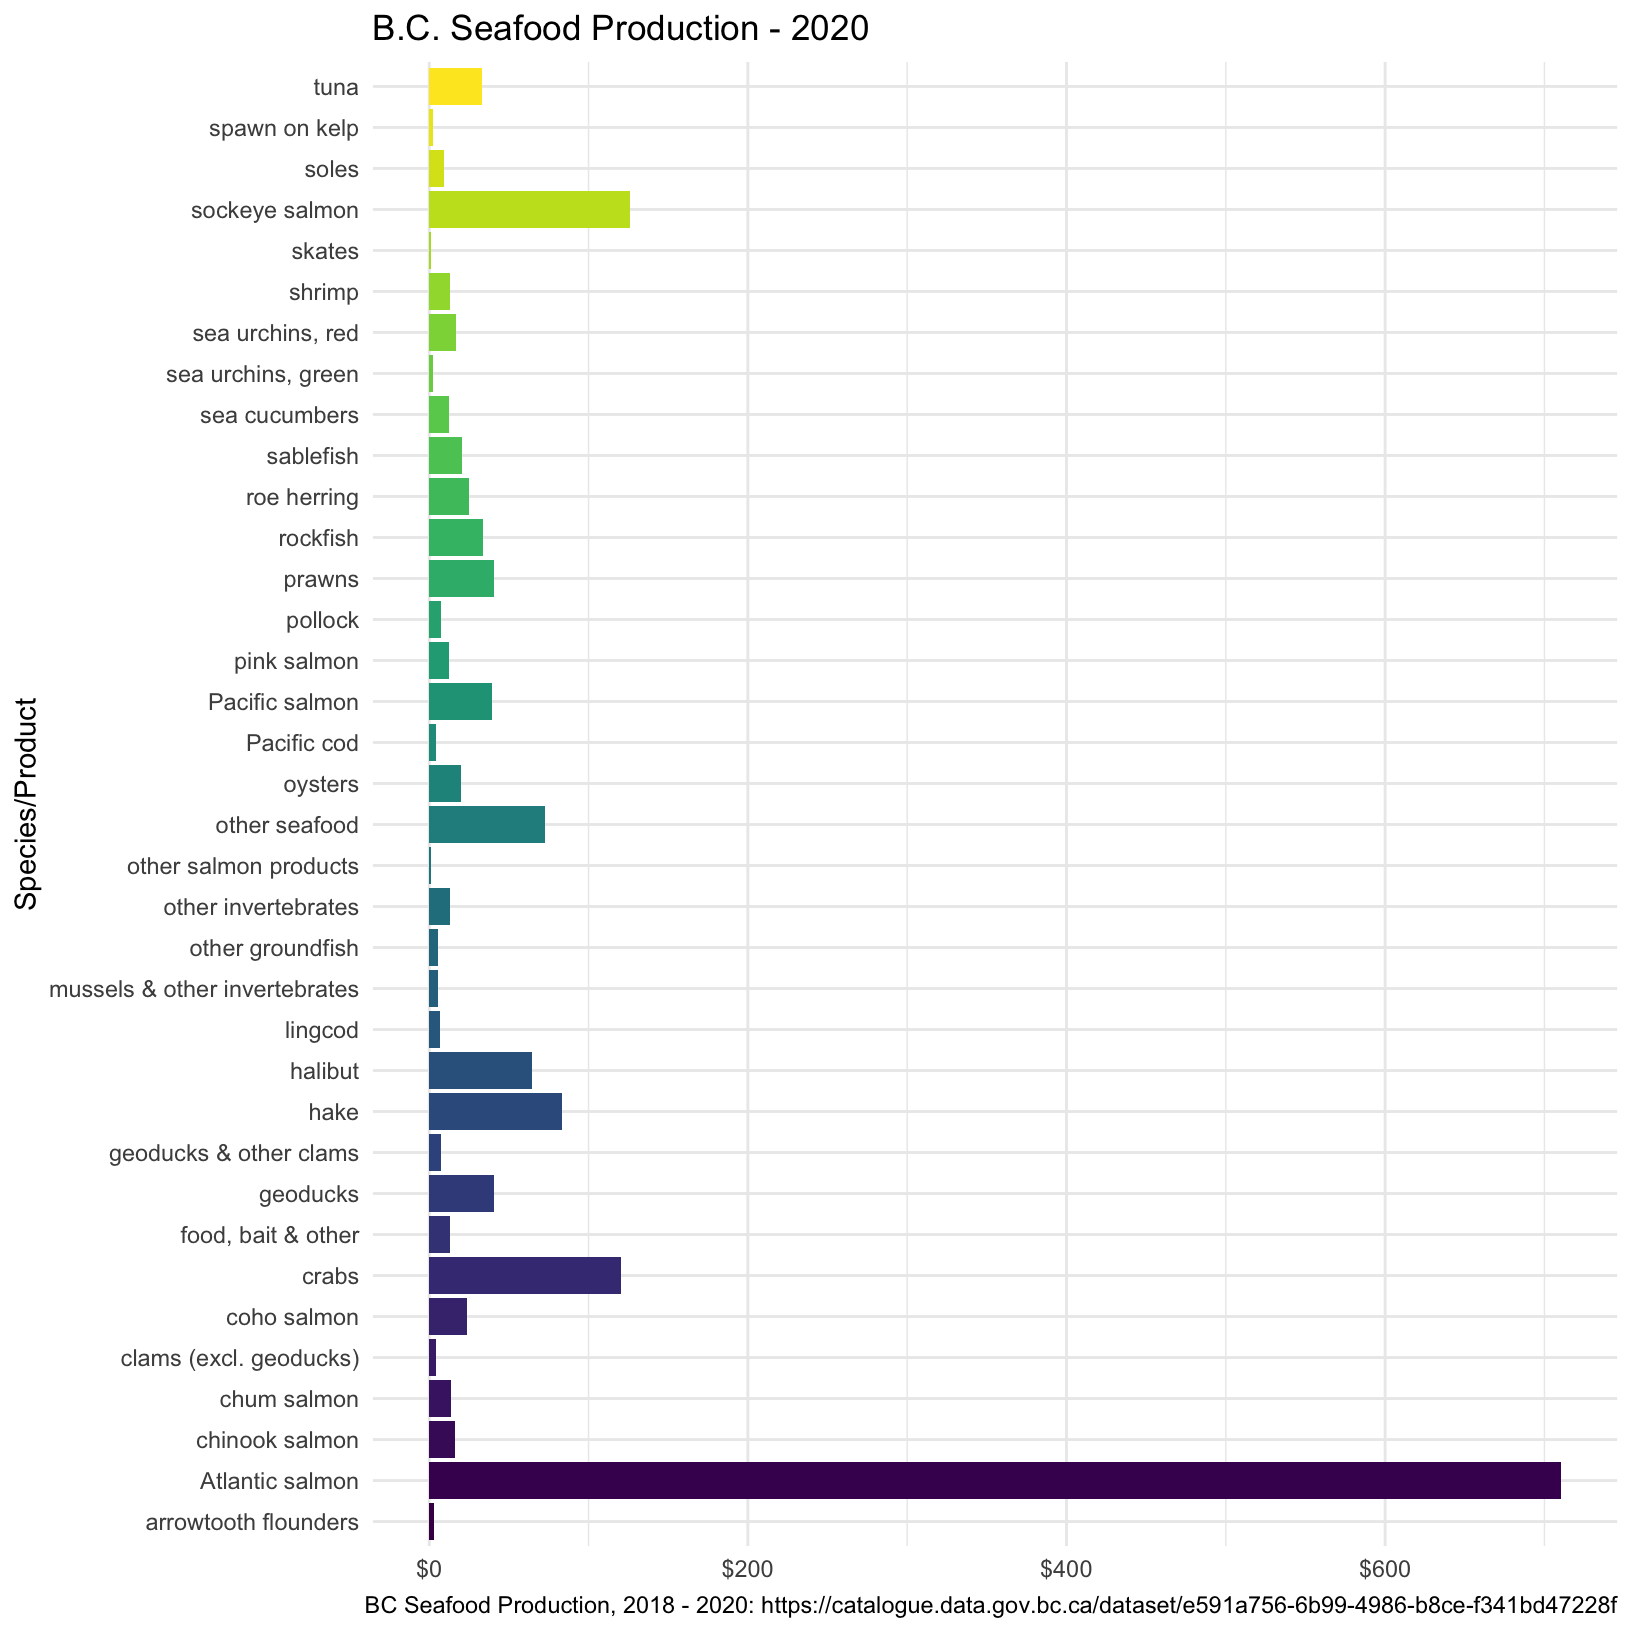 B.C. Seafood Production - 2020
Species/Product
tuna
spawn on kelp
soles
sockeye salmon
skates
shrimp
sea urchins, red
sea urchins, green
sea cucumbers
sablefish
roe herring
rockfish
prawns
pollock
pink salmon
Pacific salmon
Pacific cod
oysters
other seafood
other salmon products
other invertebrates
other groundfish
mussels & other invertebrates
lingcod
halibut
hake
geoducks & other clams
geoducks
food, bait & other
crabs
coho salmon
clams (excl. geoducks)
chum salmon
chinook salmon
Atlantic salmon
arrowtooth flounders
$0 $200 $400 $600
BC Seafood Production, 2018 - 2020: https://catalogue.data.gov.bc.ca/dataset/e591a756-6b99-4986-b8ce-f341bd47228f